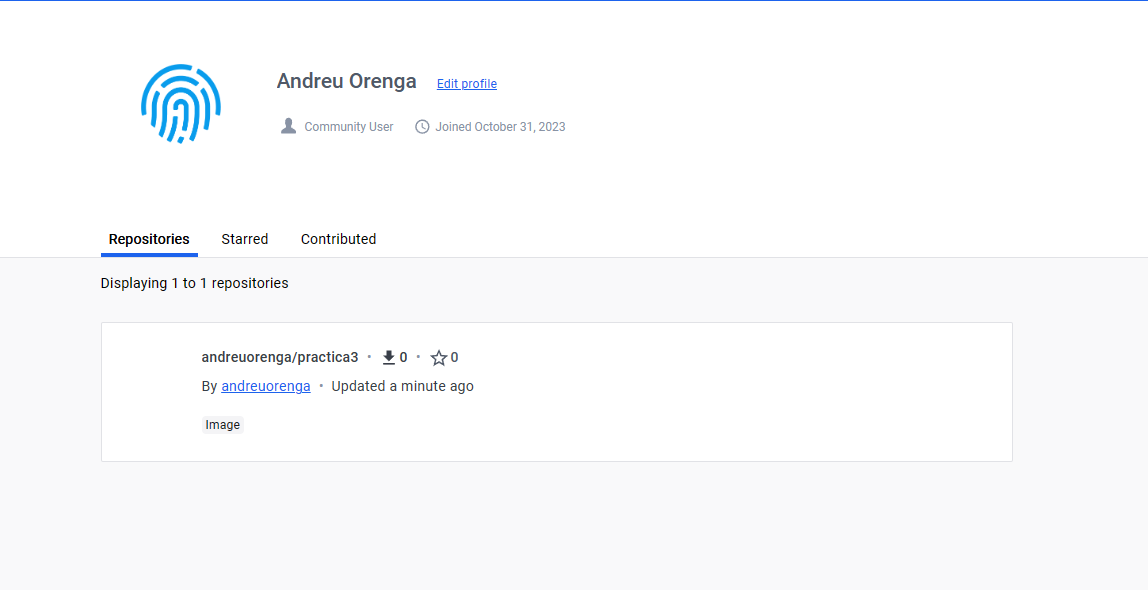 Andreu Orenga Edit profile
Community User Joined October 31, 2023
Repositories Starred Contributed
Displaying 1 to 1 repositories
andreuorenga/practica3 • 0 • 0
By andreuorenga • Updated a minute ago
Image